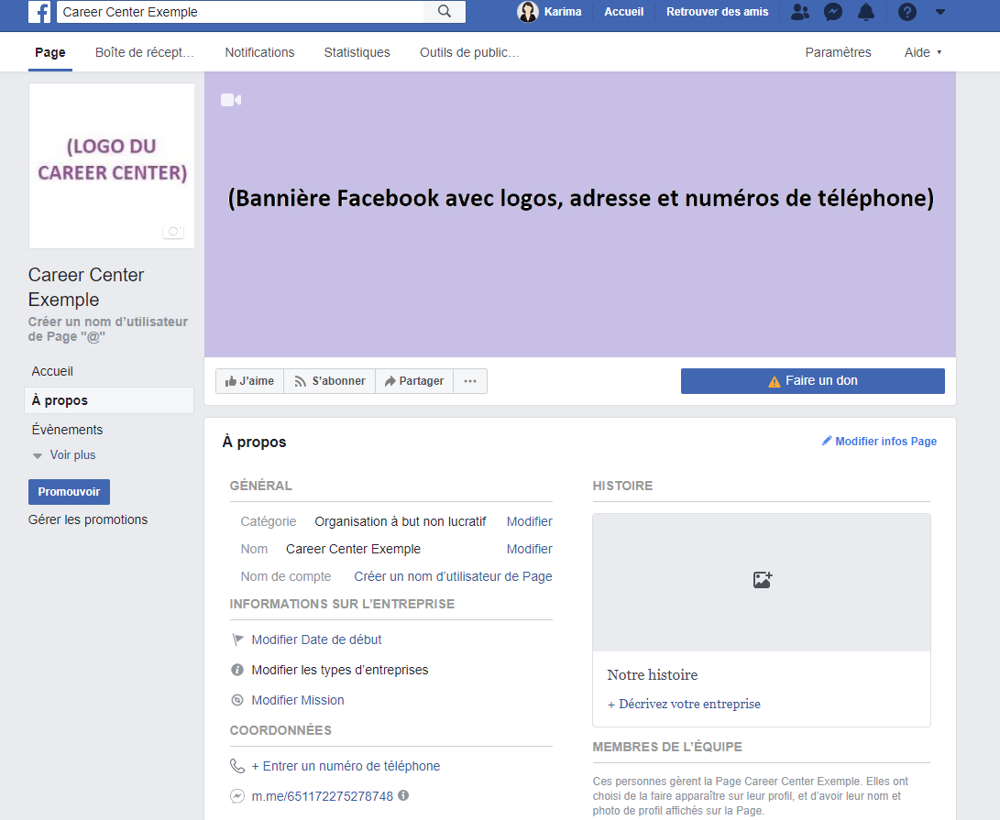 Career Center Exemple
Karima
Accueil
Retrouver des amis
Page
Boîte de récept…
Notifications
Statistiques
Outils de public…
Paramètres
Aide
(LOGO DU
CAREER CENTER)
(Bannière Facebook avec logos, adresse et numéros de téléphone)
Career Center
Exemple
Créer un nom d’utilisateur
de Page "@"
Accueil
À propos
Évènements
Voir plus
Promouvoir
Gérer les promotions
J’aime
S’abonner
Partager
Faire un don
À propos
Modifier infos Page
GÉNÉRAL
Catégorie Organisation à but non lucratif Modifier
Nom Career Center Exemple Modifier
Nom de compte Créer un nom d’utilisateur de Page
INFORMATIONS SUR L’ENTREPRISE
Modifier Date de début
Modifier les types d’entreprises
Modifier Mission
COORDONNÉES
+ Entrer un numéro de téléphone
m.me/651172275278748
HISTOIRE
Notre histoire
+ Décrivez votre entreprise
MEMBRES DE L’ÉQUIPE
Ces personnes gèrent la Page Career Center Exemple. Elles ont
choisi de la faire apparaître sur leur profil, et d’avoir leur nom et
photo de profil affichés sur la Page.